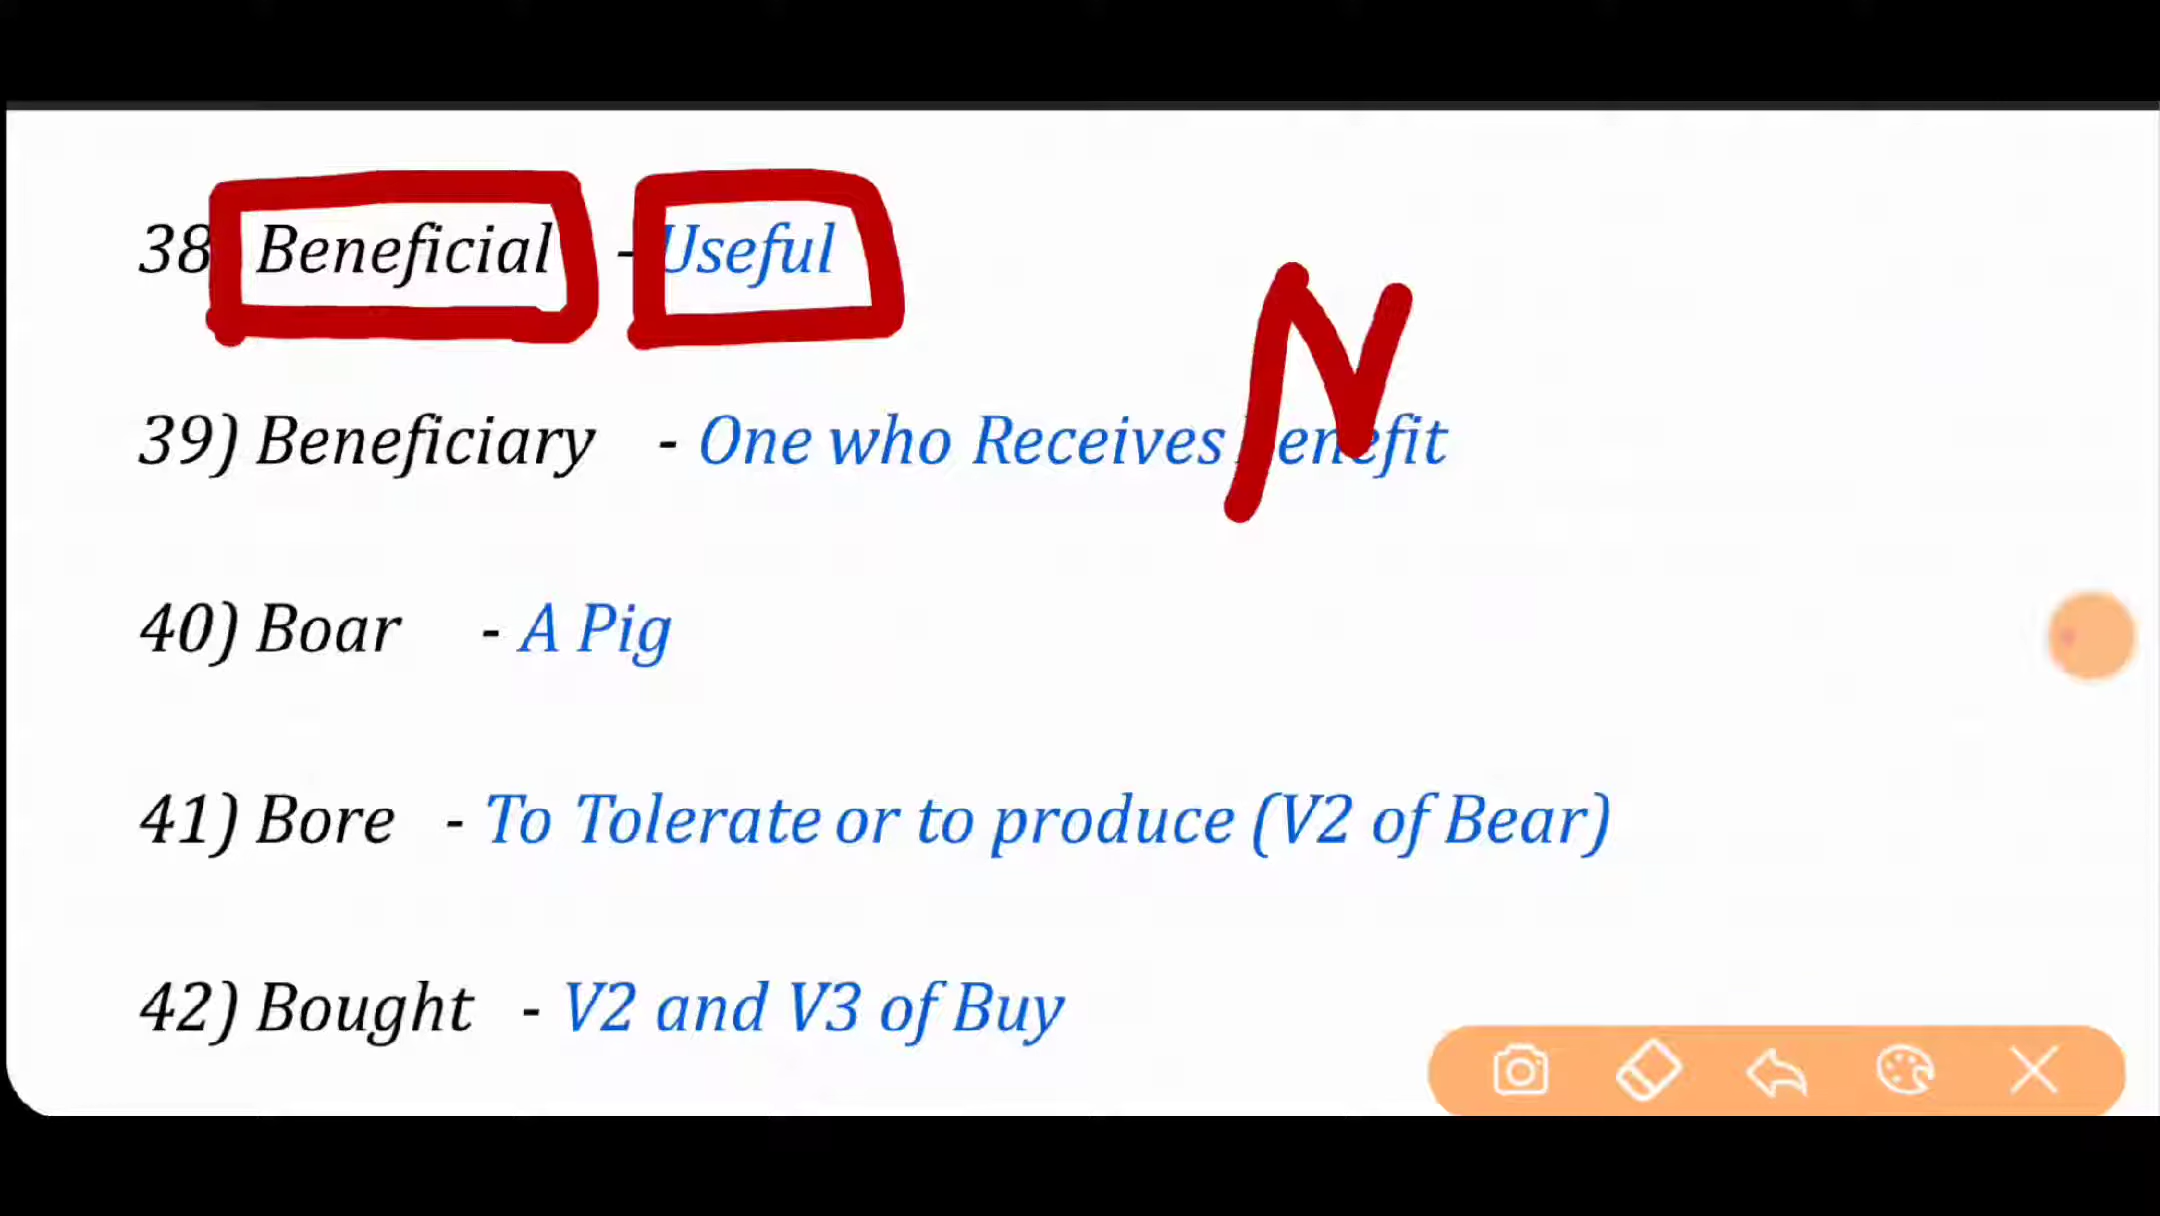 38 Beneficial - Useful
N
39) Beneficiary - One who Receives benefit
40) Boar - A Pig
41) Bore - To Tolerate or to produce (V2 of Bear)
42) Bought - V2 and V3 of Buy